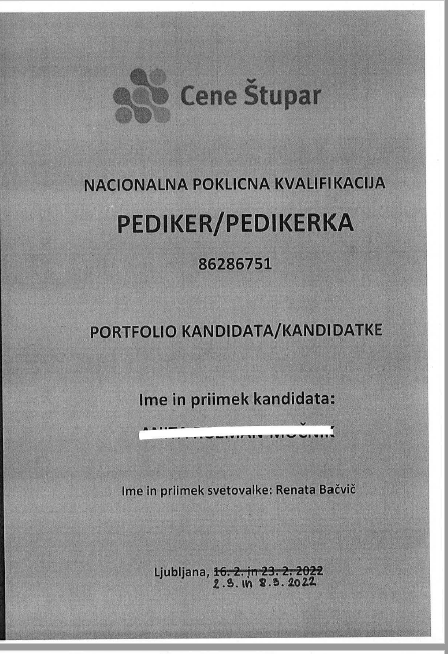 Cene Štupar
NACIONALNA POKLICNA KVALIFIKACIJA
PEDIKER/PEDIKERKA
86286751
PORTFOLIO KANDIDATA/KANDIDATKE
Ime in priimek kandidata:
Ime in priimek svetovalke: Renata Bačvič
Ljubljana, 16. 2. in 23. 2. 2022
2.3. in 8.3. 2022